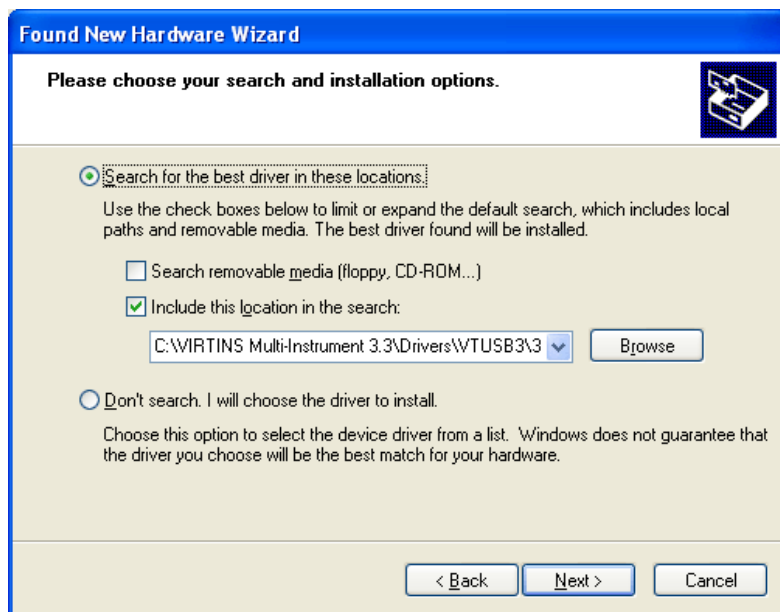 Found New Hardware Wizard
Please choose your search and installation options.
Search for the best driver in these locations.
Use the check boxes below to limit or expand the default search, which includes local
paths and removable media. The best driver found will be installed.
Search removable media (floppy, CD-ROM...)
Include this location in the search:
C:\VIRTINS Multi-Instrument 3.3\Drivers\VTUSB3\3
Browse
Don't search. I will choose the driver to install.
Choose this option to select the device driver from a list. Windows does not guarantee that
the driver you choose will be the best match for your hardware.
< Back Next > Cancel